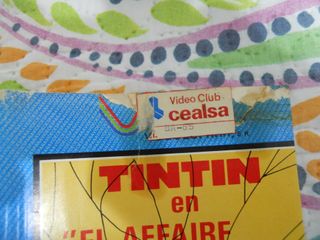 Video Club
cealsa
TINTIN
en
"EL AFFAIRE